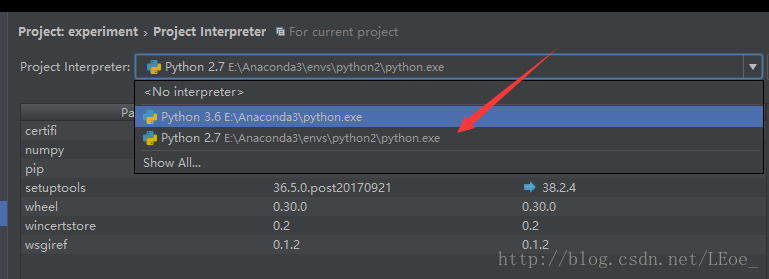 Project: experiment › Project Interpreter For current project
Project Interpreter: Python 2.7 E:\Anaconda3\envs\python2\python.exe
<No interpreter>
Pa
Python 3.6 E:\Anaconda3\python.exe
certifi
Python 2.7 E:\Anaconda3\envs\python2\python.exe
numpy
pip
Show All...
setuptools 36.5.0.post20170921 38.2.4
wheel 0.30.0 0.30.0
wincertstore 0.2 0.2
wsgiref 0.1.2 0.1.2
http://blog.csdn.net/LEoe_